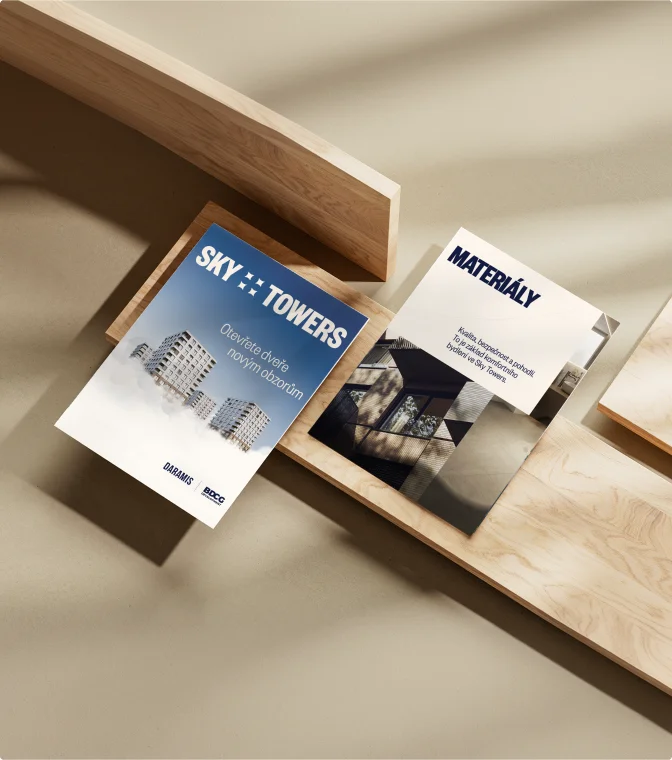 SKY TOWERS
Otevřete dveře
novým obzorům
DARAMIS
BDCG
MATERIÁLY
Kvalita, bezpečnost a pohodlí.
To je základ komfortního
bydlení ve Sky Towers.